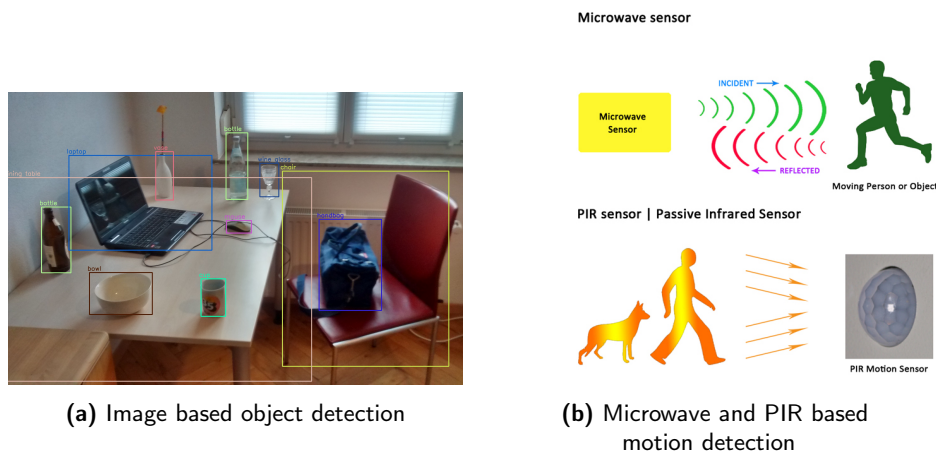 Microwave sensor
bottle
wine glass
laptop
chair
ning table
INCIDENT
Microwave
Sensor
REFLECTED
Moving Person or Object
bottle
handbag
PIR sensor | Passive Infrared Sensor
bowl
PIR Motion Sensor
(a) Image based object detection
(b) Microwave and PIR based
motion detection